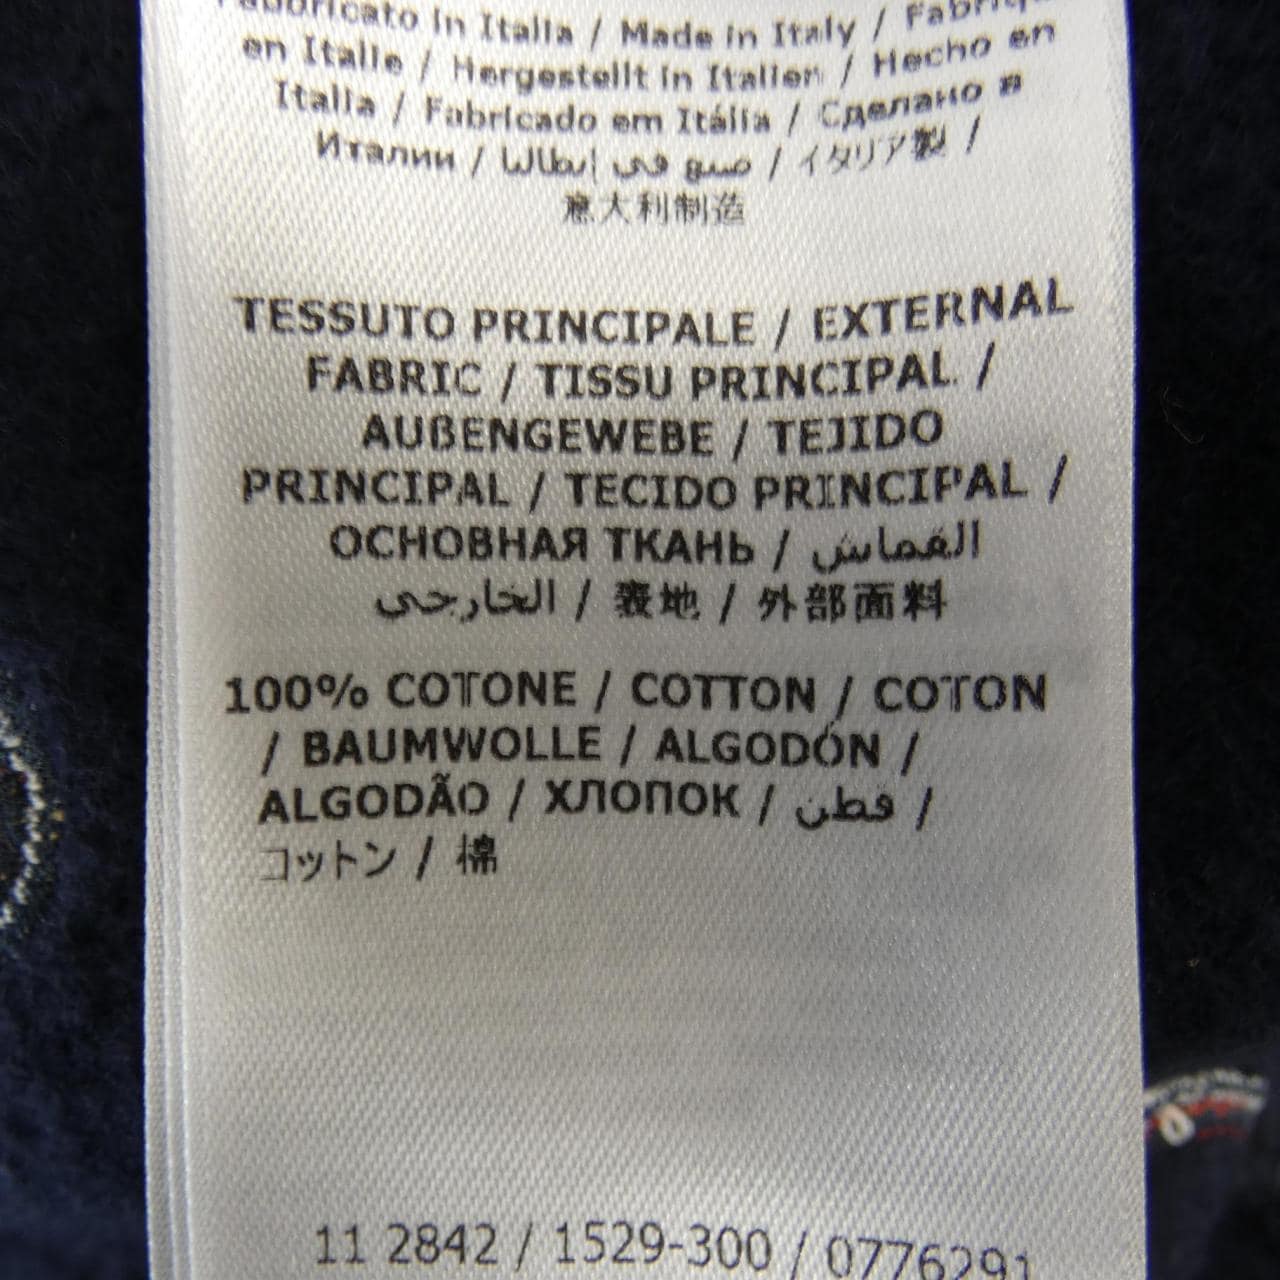 Fabbricato in Italia / Made in Italy / Fabriqué
en Italie / Hergestellt in Italien / Hecho en
Italia / Fabricado em Itália / Сделано в
Италии / صنع في إيطاليا / イタリア製 /
意大利制造
TESSUTO PRINCIPALE / EXTERNAL
FABRIC / TISSU PRINCIPAL /
AUßENGEWEBE / TEJIDO
PRINCIPAL / TECIDO PRINCIPAL /
ОСНОВНАЯ ТКАНЬ / القماش
الخارجي / 表地 / 外部面料
100% COTONE / COTTON / COTON
/ BAUMWOLLE / ALGODÓN /
ALGODÃO / ХЛОПОК / قطن /
コットン / 棉
11 2842 / 1529-300 / 0776291